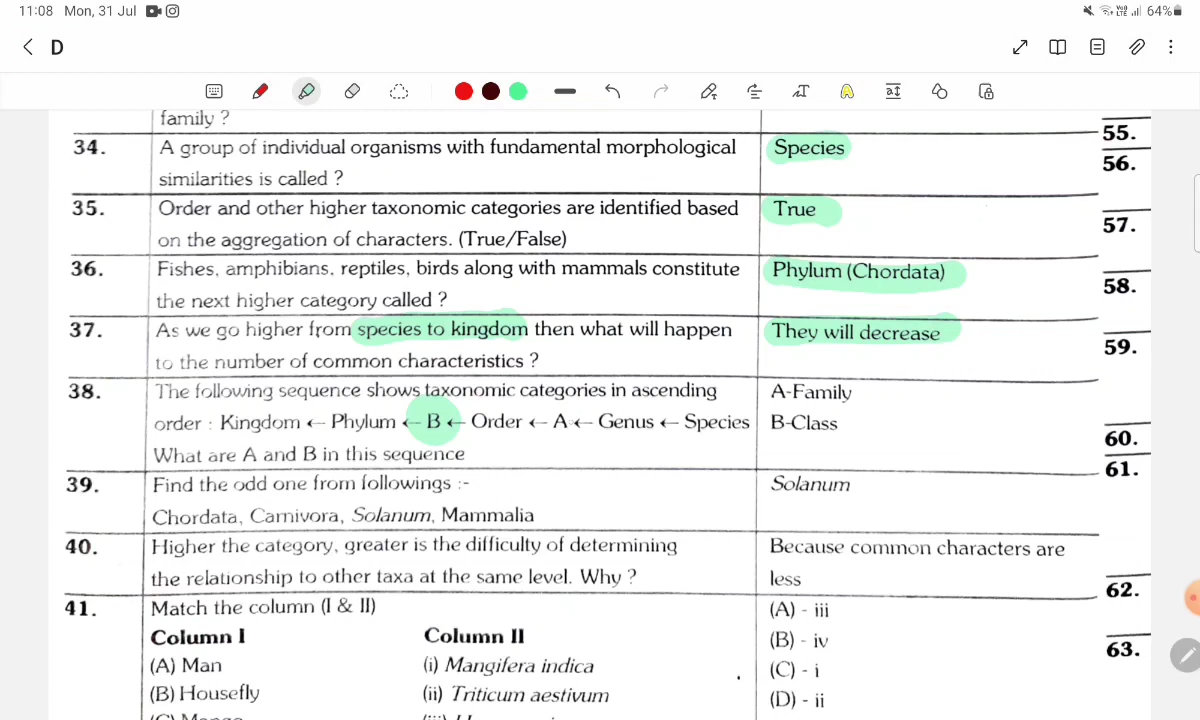 11:08 Mon, 31 Jul 64%
D
family ?
34. A group of individual organisms with fundamental morphological Species 55.
similarities is called ? 56.
35. Order and other higher taxonomic categories are identified based True
on the aggregation of characters. (True/False) 57.
36. Fishes, amphibians, reptiles, birds along with mammals constitute Phylum (Chordata)
the next higher category called ? 58.
37. As we go higher from species to kingdom then what will happen They will decrease
to the number of common characteristics ? 59.
38. The following sequence shows taxonomic categories in ascending A-Family
order : Kingdom ← Phylum ← B ← Order ← A ← Genus ← Species B-Class
What are A and B in this sequence 60.
39. Find the odd one from followings :- Solanum 61.
Chordata, Carnivora, Solanum, Mammalia
40. Higher the category, greater is the difficulty of determining Because common characters are
the relationship to other taxa at the same level. Why ? less 62.
41. Match the column (I & II) (A) - iii
Column I Column II (B) - iv 63.
(A) Man (i) Mangifera indica (C) - i
(B) Housefly (ii) Triticum aestivum (D) - ii